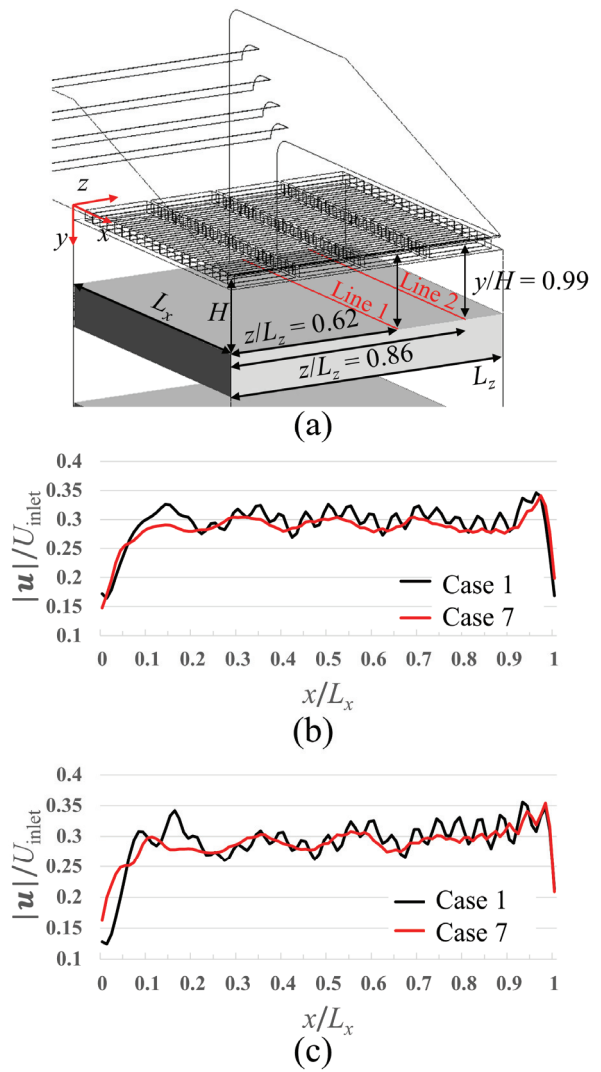 z
y
x
L_x
H
Line 1
Line 2
y/H = 0.99
z/L_z = 0.62
z/L_z = 0.86
L_z
(a)
|u|/U_inlet
0.4
0.35
0.3
0.25
0.2
0.15
0.1
Case 1
Case 7
0 0.1 0.2 0.3 0.4 0.5 0.6 0.7 0.8 0.9 1
x/L_x
(b)
|u|/U_inlet
0.4
0.35
0.3
0.25
0.2
0.15
0.1
Case 1
Case 7
0 0.1 0.2 0.3 0.4 0.5 0.6 0.7 0.8 0.9 1
x/L_x
(c)